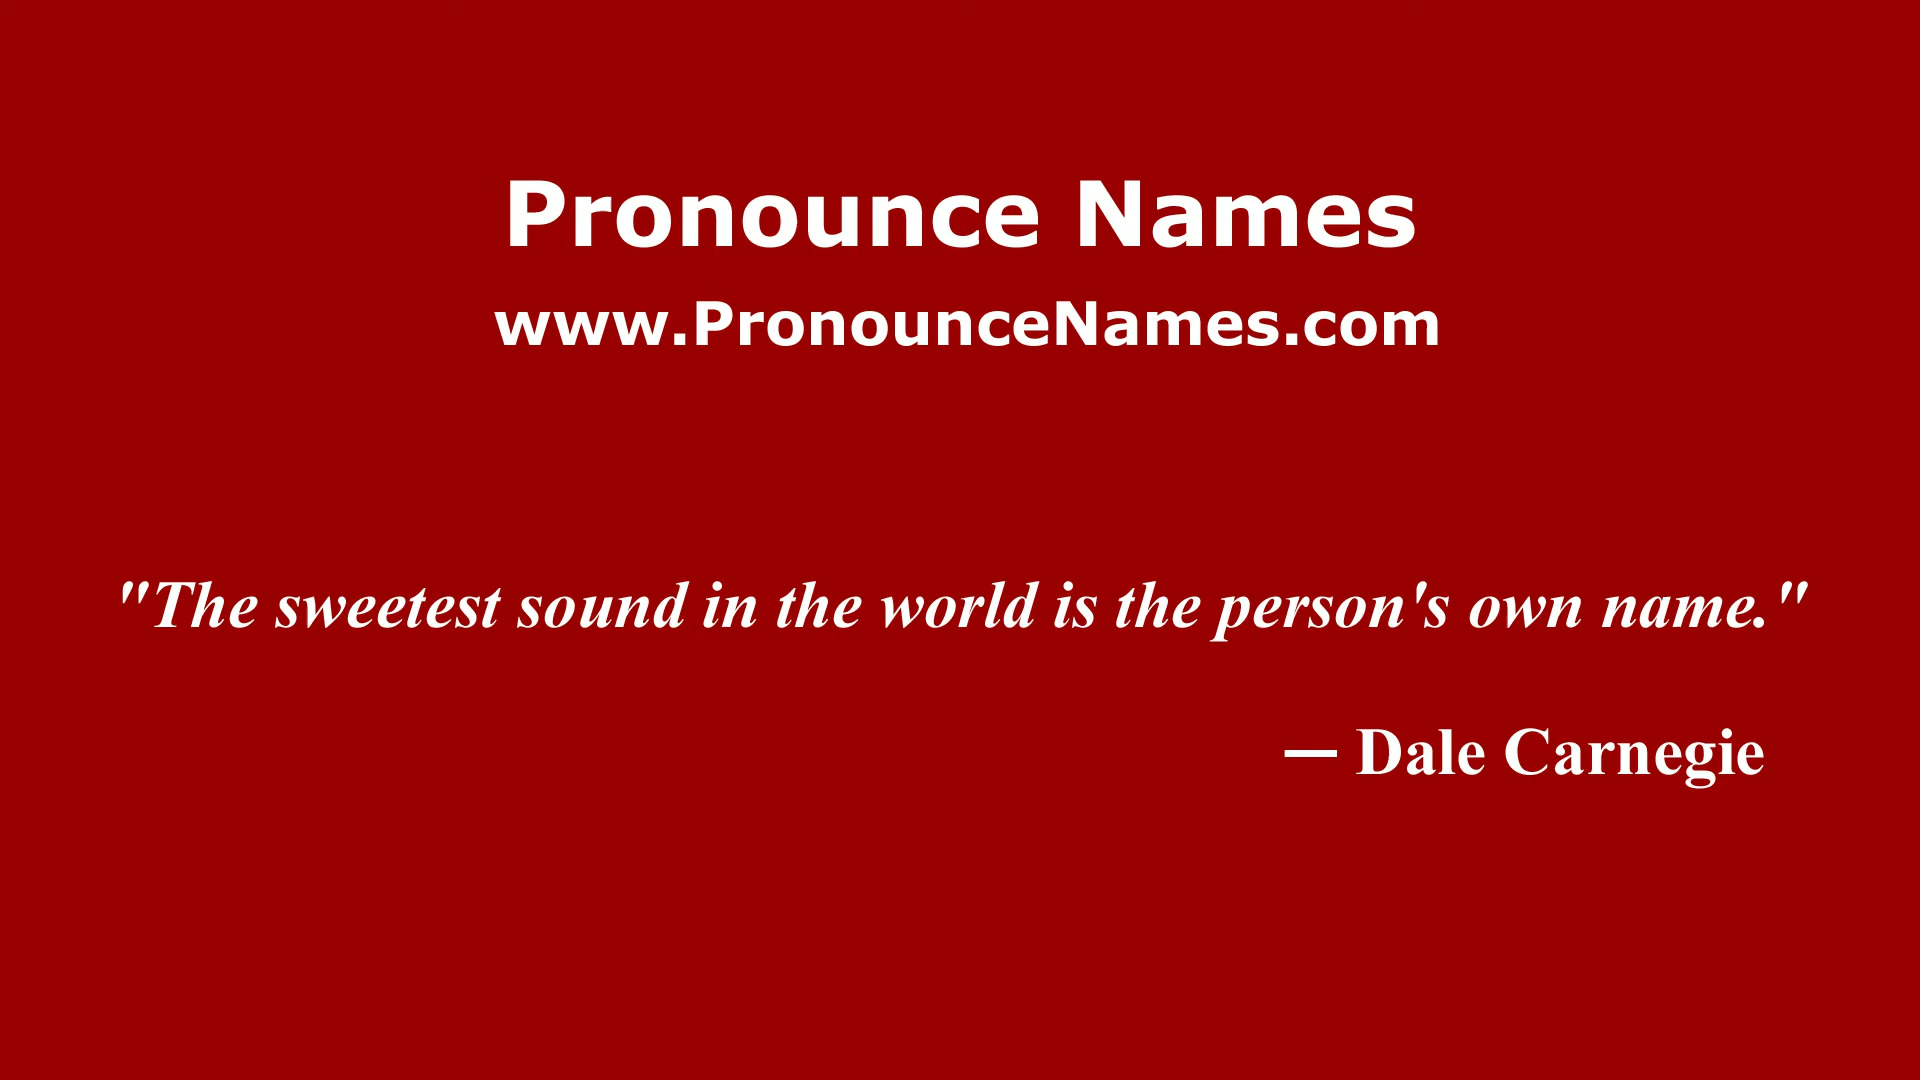 Pronounce Names
www.PronounceNames.com
"The sweetest sound in the world is the person's own name."
— Dale Carnegie